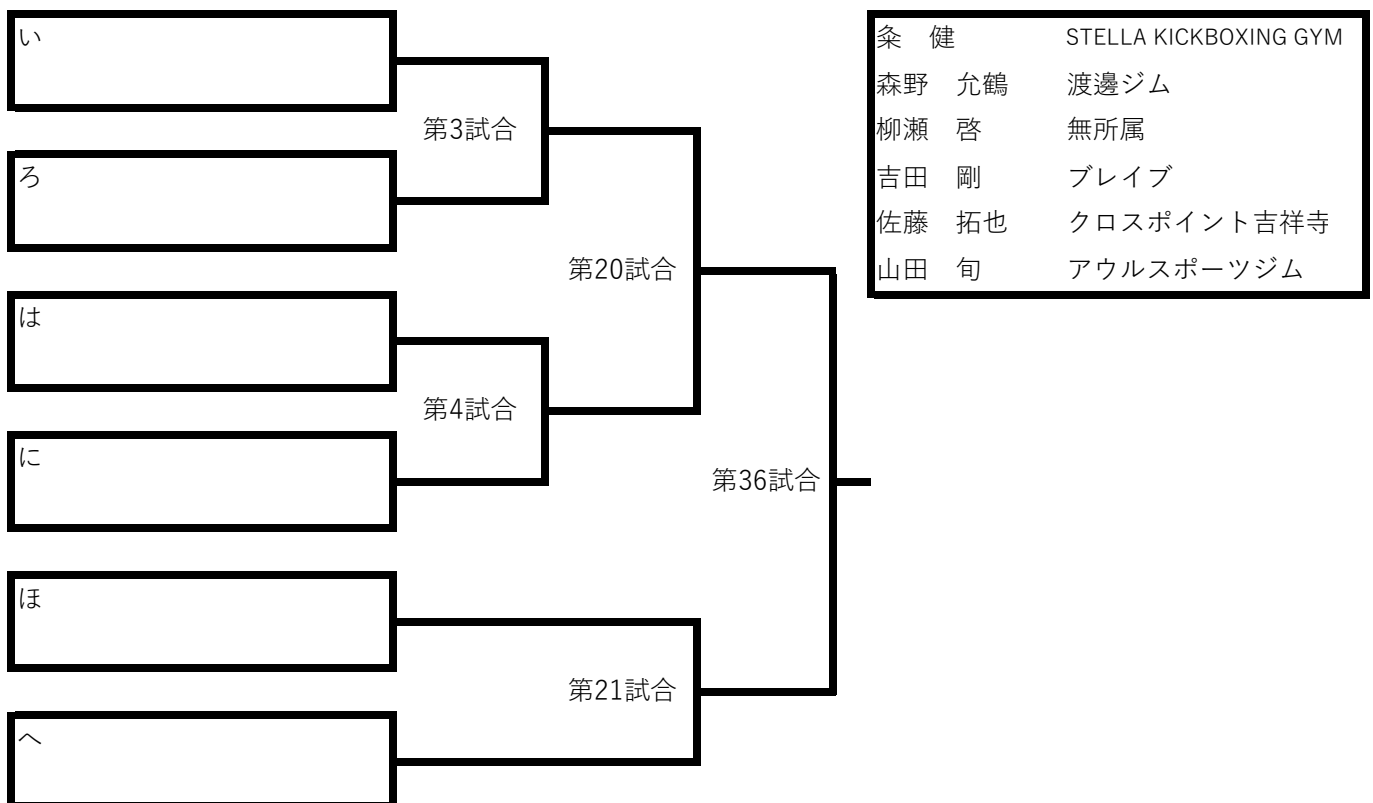 い
第3試合
ろ
第20試合
は
第4試合
に
第36試合
ほ
第21試合
へ
粂　健　STELLA KICKBOXING GYM
森野　允鶴　渡邊ジム
柳瀬　啓　無所属
吉田　剛　ブレイブ
佐藤　拓也　クロスポイント吉祥寺
山田　旬　アウルスポーツジム